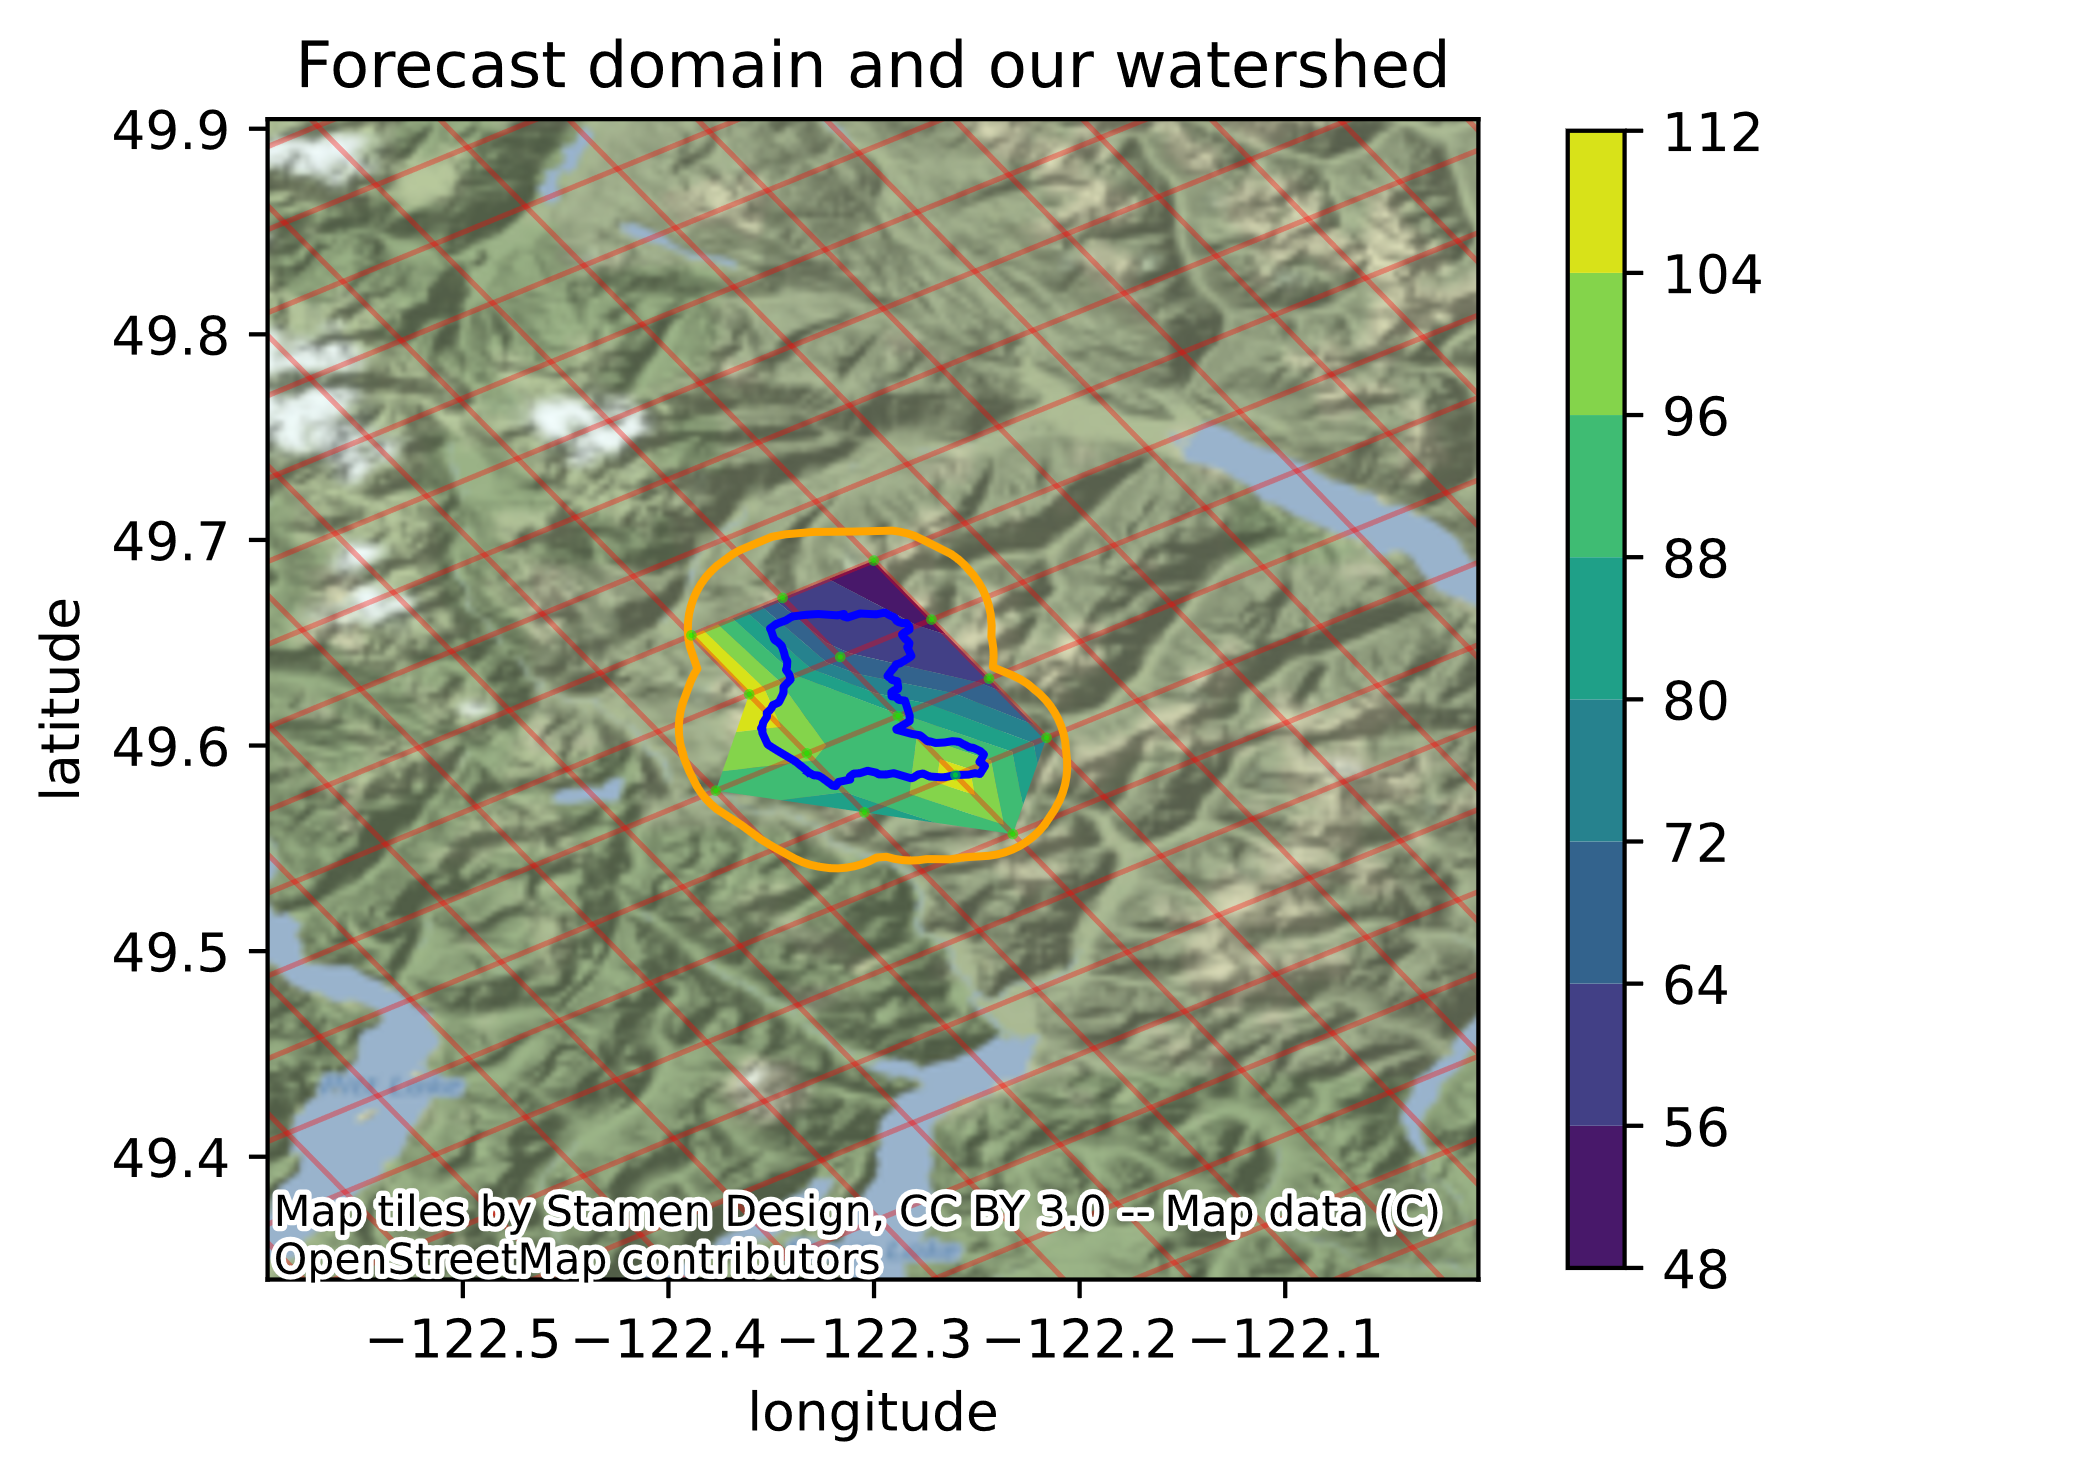 Forecast domain and our watershed
49.9
49.8
49.7
49.6
49.5
49.4
latitude
112
104
96
88
80
72
64
56
48
Lake
Map tiles by Stamen Design, CC BY 3.0 -- Map data (C)
OpenStreetMap contributors
−122.5 −122.4 −122.3 −122.2 −122.1
longitude